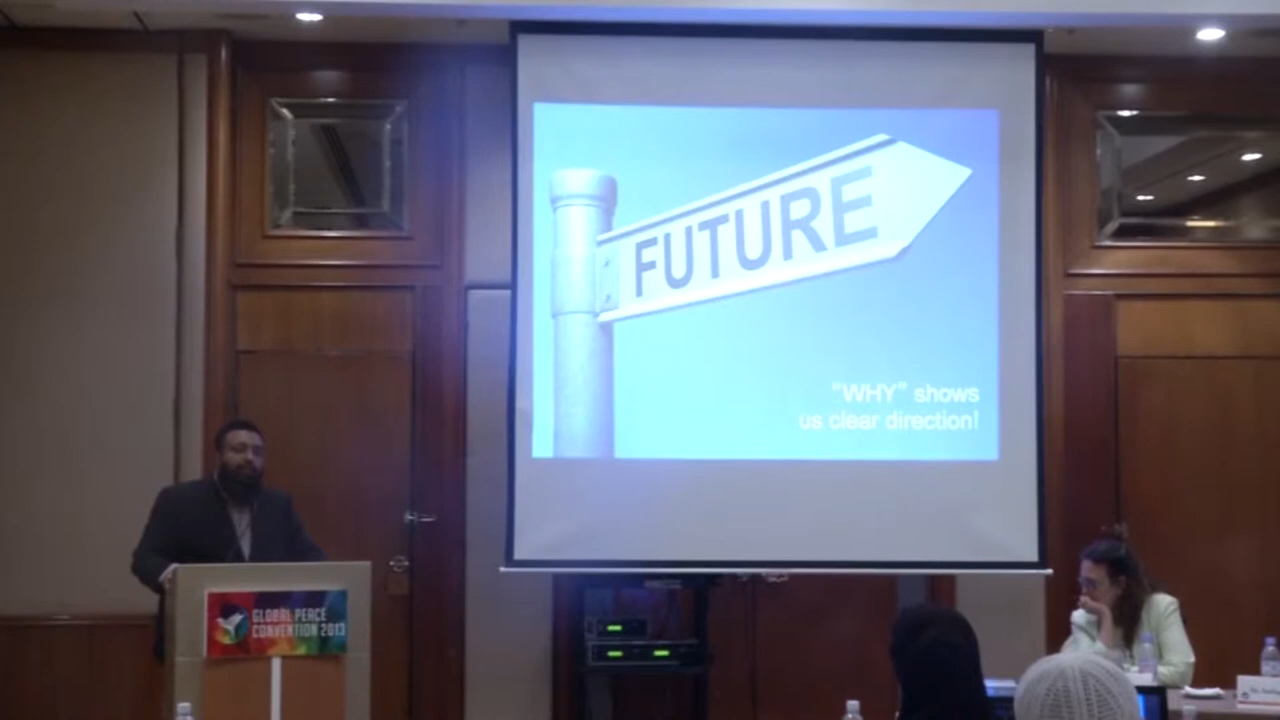 FUTURE
"WHY" shows
us clear direction!
GLOBAL PEACE
CONVENTION 2013